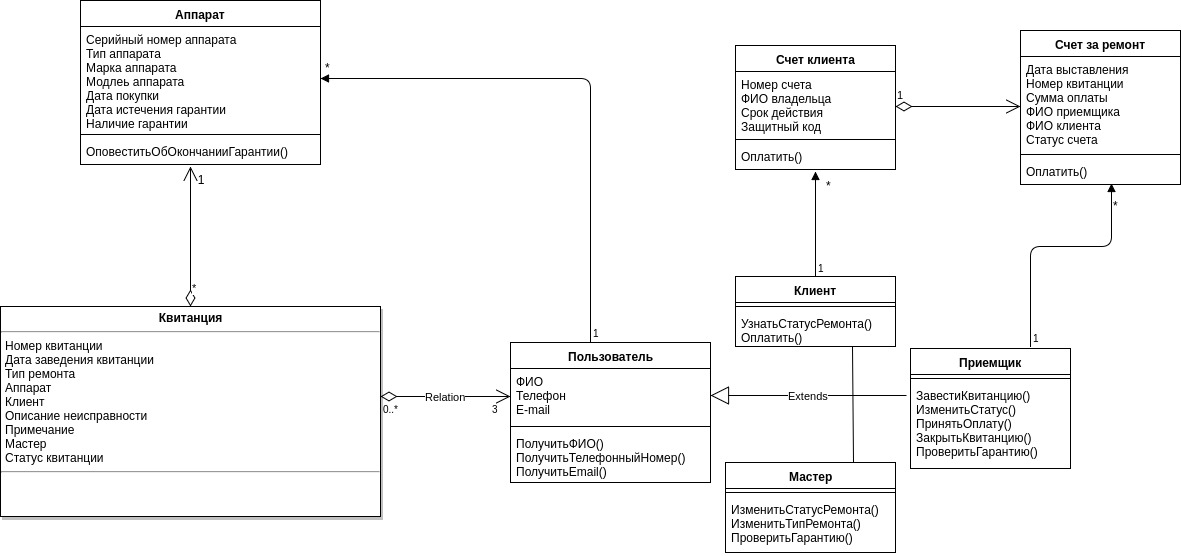 Аппарат
Серийный номер аппарата
Тип аппарата
Марка аппарата
Модлеь аппарата
Дата покупки
Дата истечения гарантии
Наличие гарантии
ОповеститьОбОкончанииГарантии()
*
1
*
Квитанция
Номер квитанции
Дата заведения квитанции
Тип ремонта
Аппарат
Клиент
Описание неисправности
Примечание
Мастер
Статус квитанции
0..*
Relation
3
1
Пользователь
ФИО
Телефон
E-mail
ПолучитьФИО()
ПолучитьТелефонныйНомер()
ПолучитьEmail()
Счет клиента
Номер счета
ФИО владельца
Срок действия
Защитный код
Оплатить()
1
*
1
Счет за ремонт
Дата выставления
Номер квитанции
Сумма оплаты
ФИО приемщика
ФИО клиента
Статус счета
Оплатить()
*
1
Клиент
УзнатьСтатусРемонта()
Оплатить()
Extends
Приемщик
ЗавестиКвитанцию()
ИзменитьСтатус()
ПринятьОплату()
ЗакрытьКвитанцию()
ПроверитьГарантию()
Мастер
ИзменитьСтатусРемонта()
ИзменитьТипРемонта()
ПроверитьГарантию()